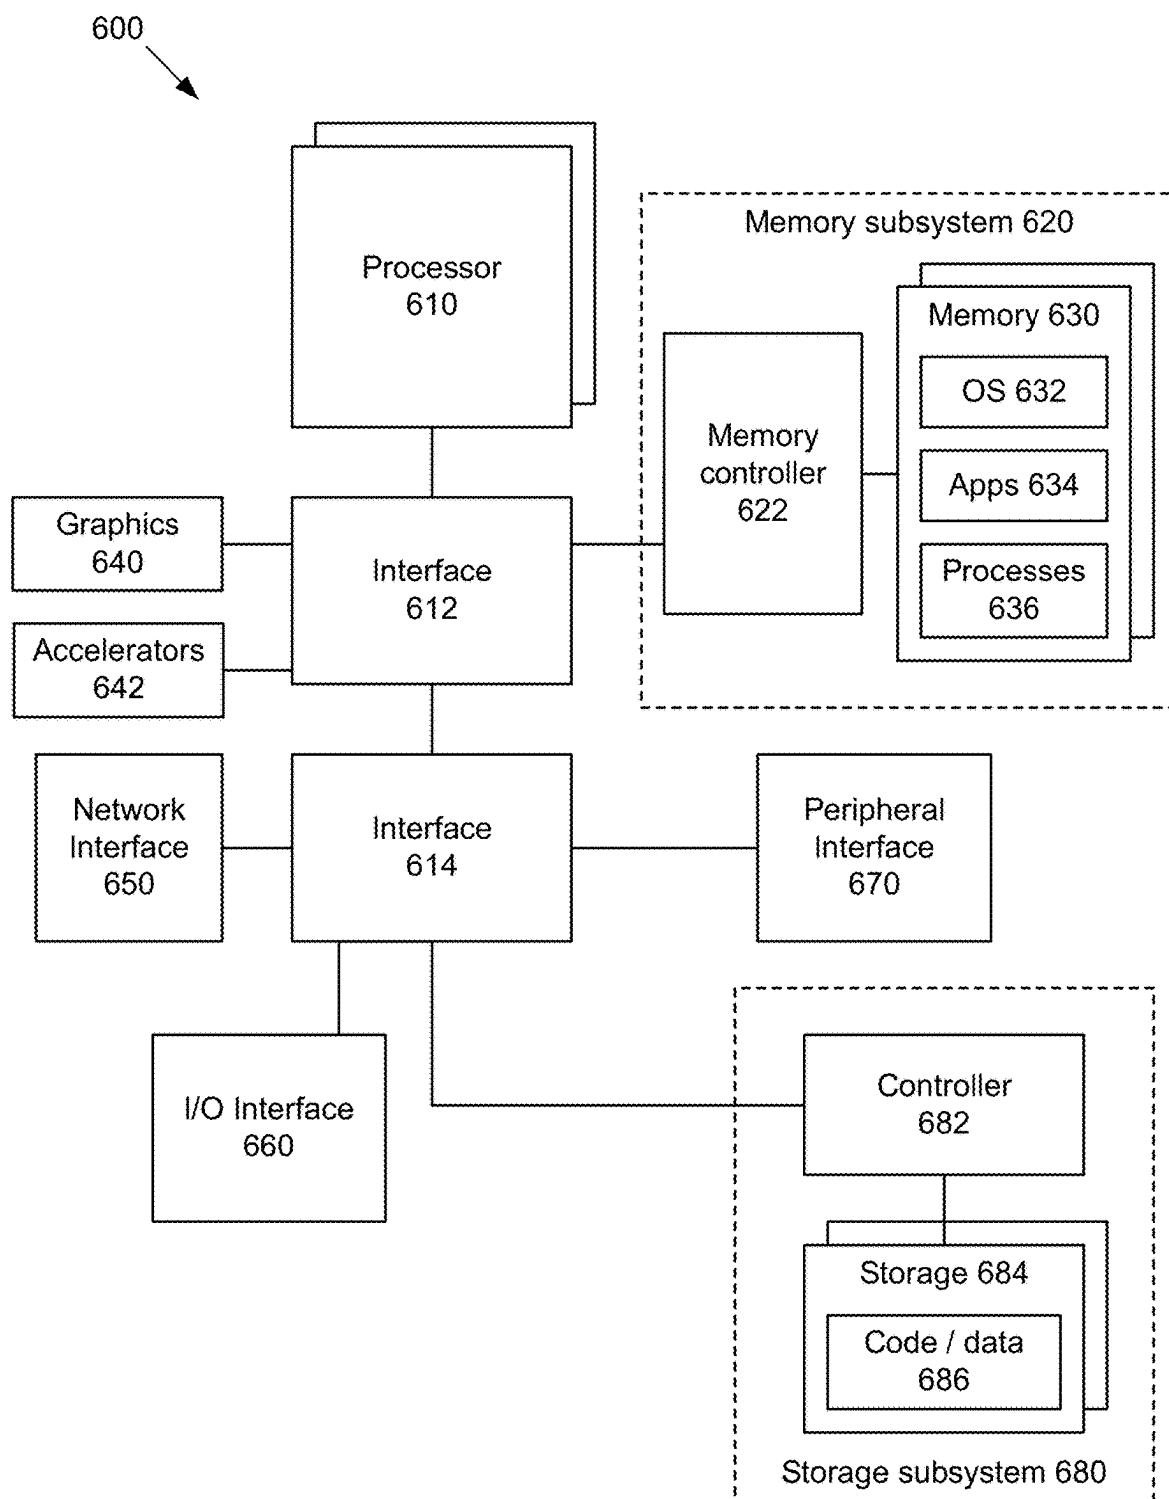 600
Processor
610
Memory subsystem 620
Memory 630
OS 632
Apps 634
Processes
636
Memory
controller
622
Graphics
640
Interface
612
Accelerators
642
Network
Interface
650
Interface
614
Peripheral
Interface
670
I/O Interface
660
Controller
682
Storage 684
Code / data
686
Storage subsystem 680